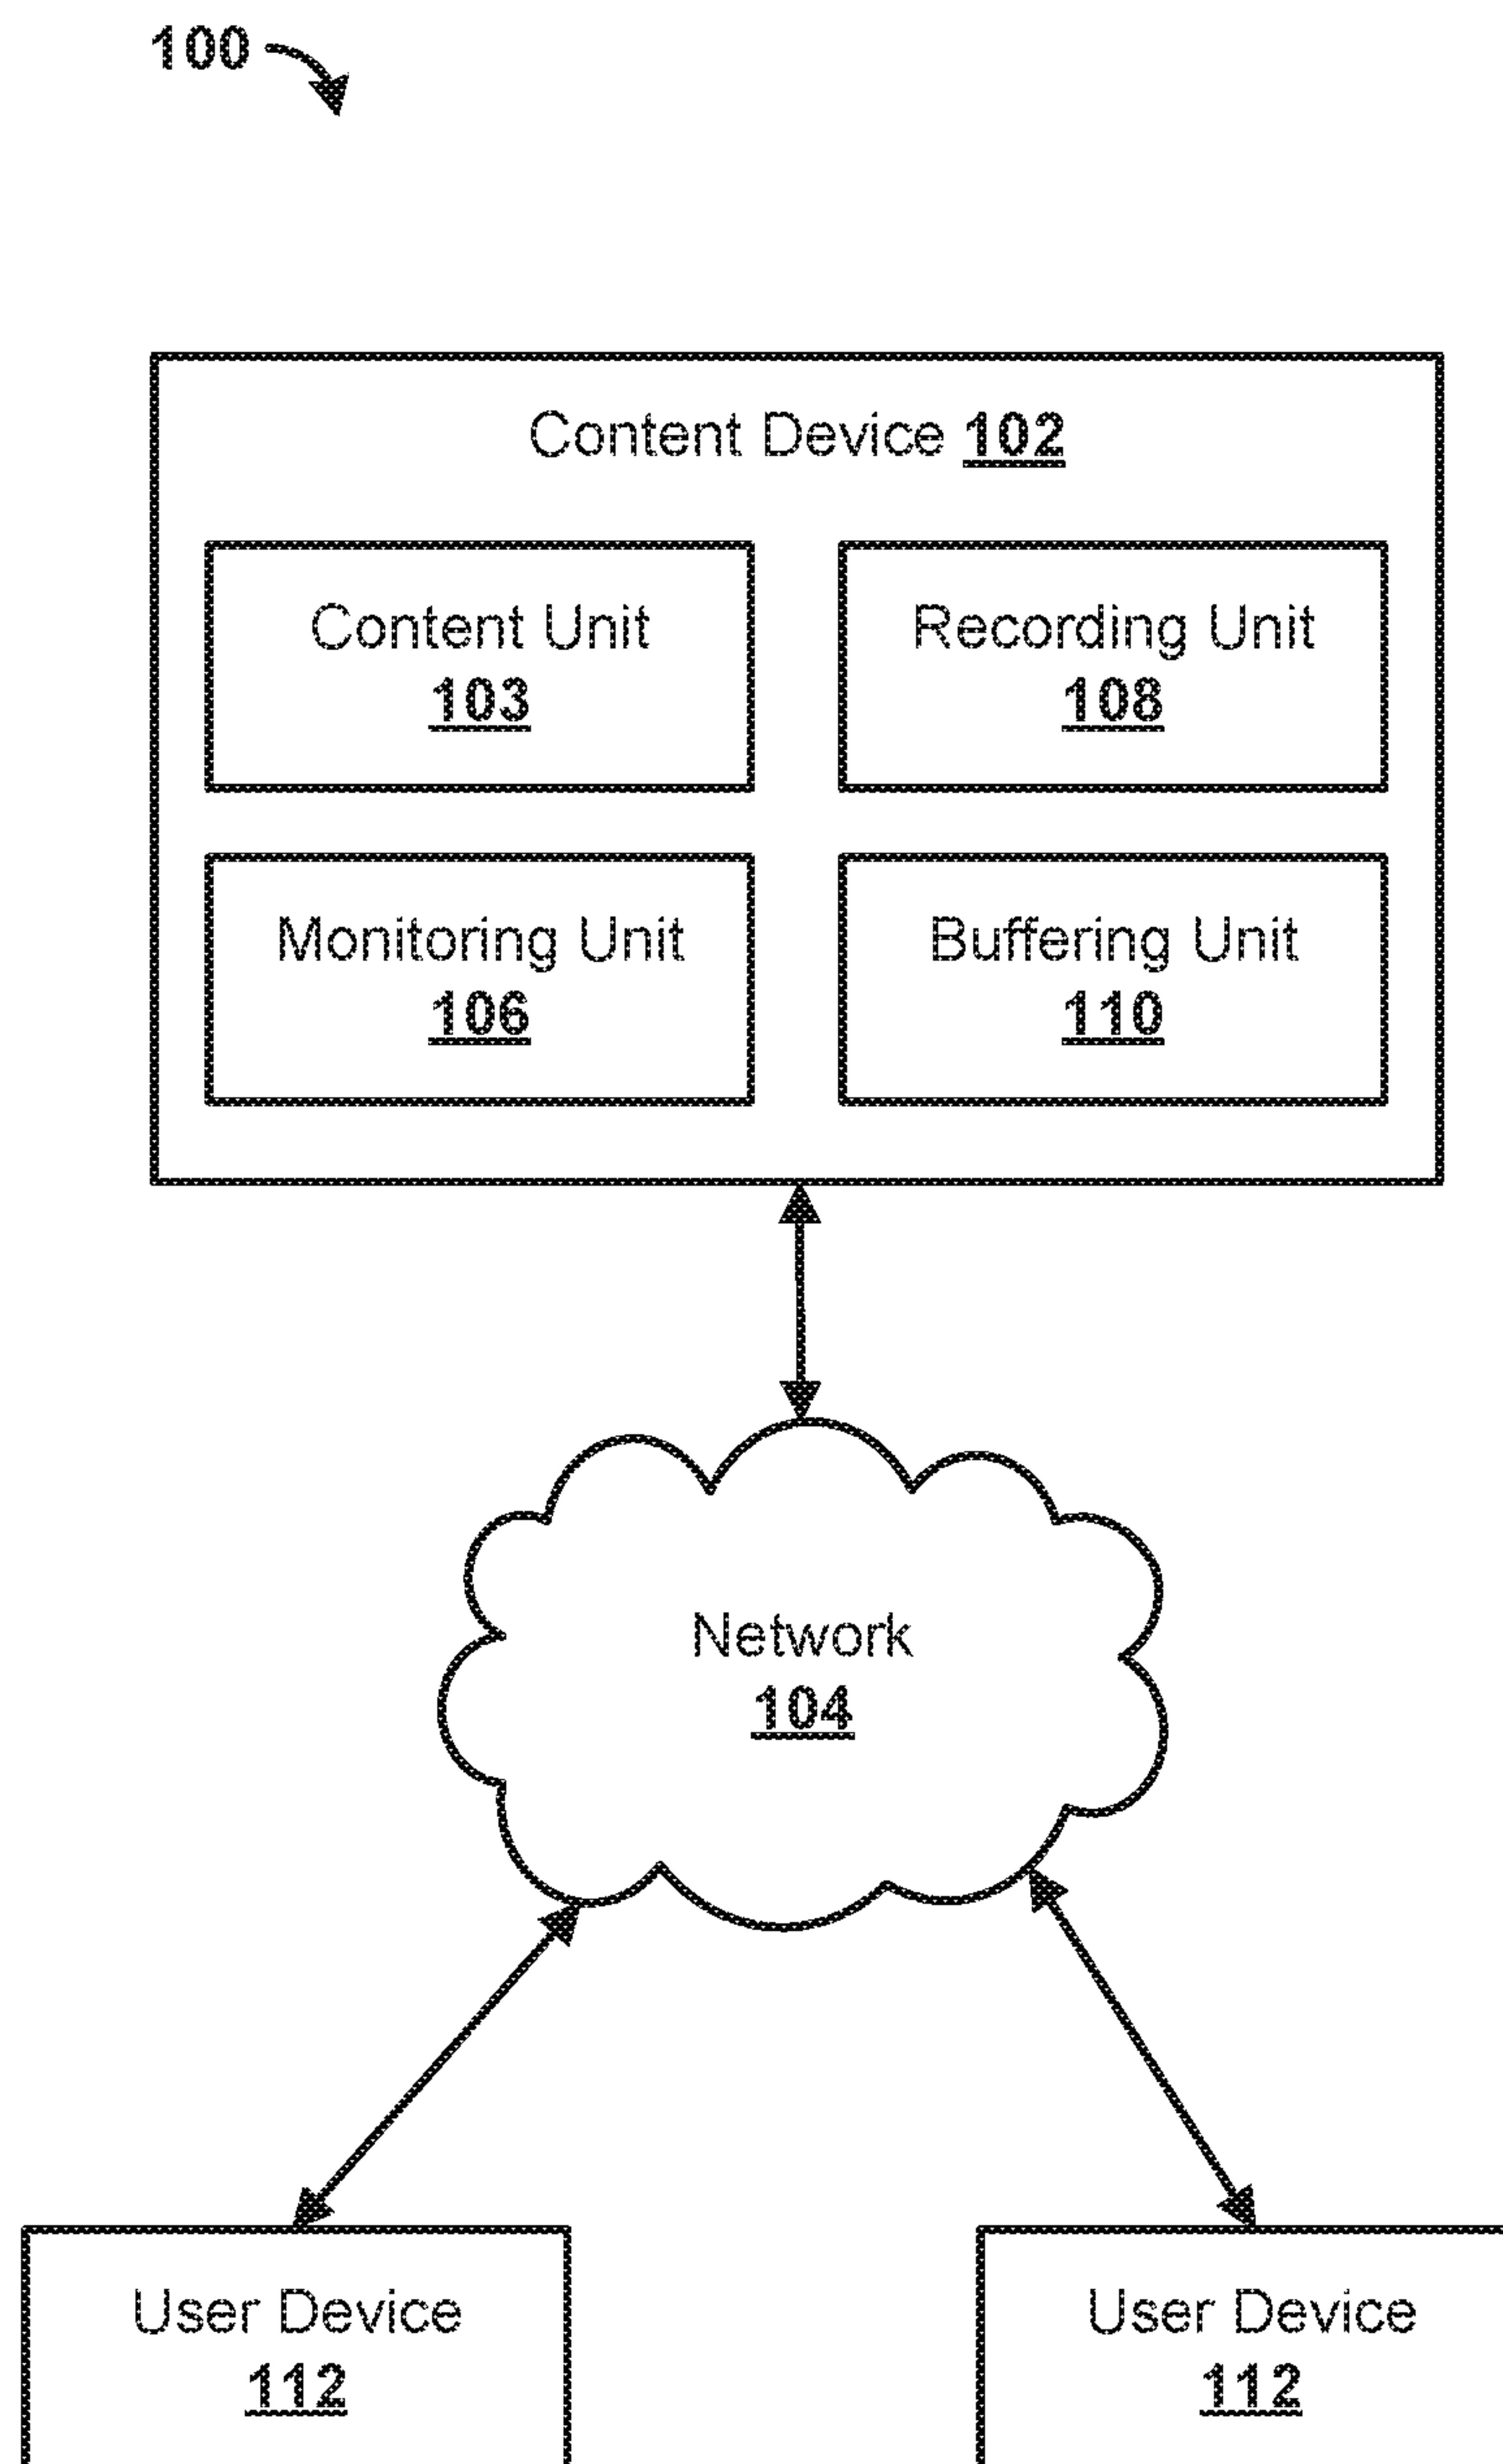 100
Content Device 102
Content Unit
103
Recording Unit
108
Monitoring Unit
106
Buffering Unit
110
Network
104
User Device
112
User Device
112